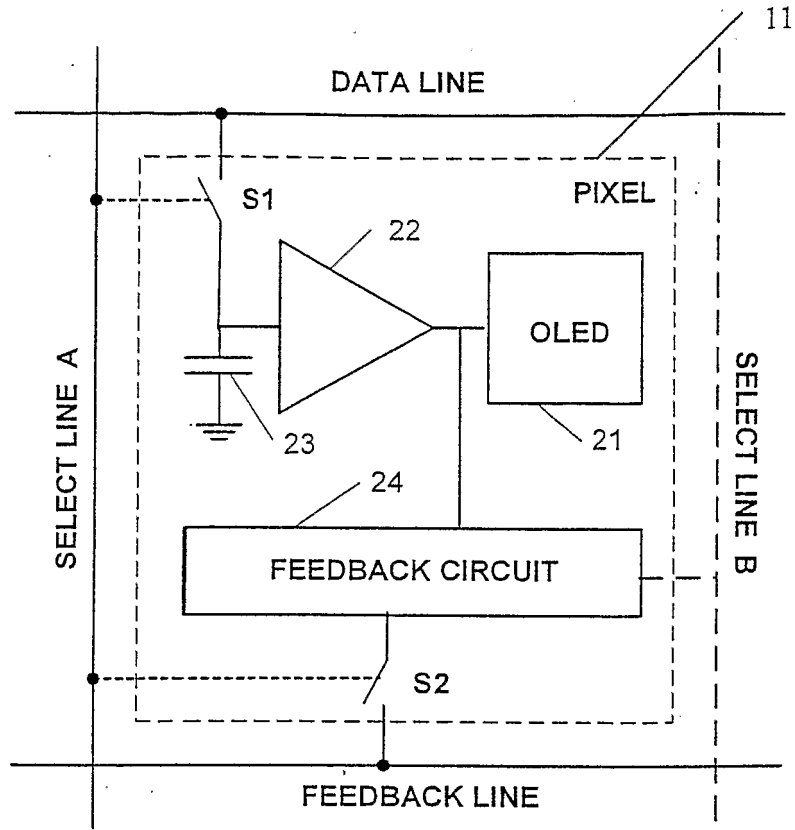 11
DATA LINE
S1
PIXEL
22
OLED
SELECT LINE A
SELECT LINE B
23
21
24
FEEDBACK CIRCUIT
S2
FEEDBACK LINE